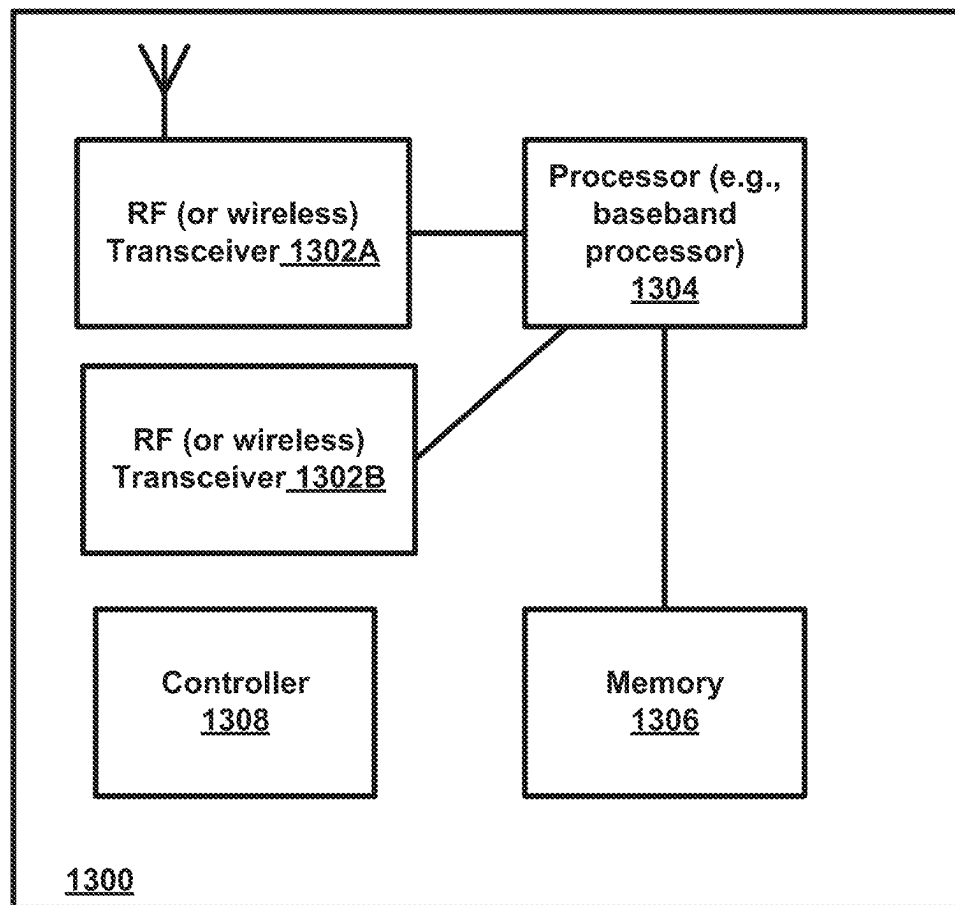 RF (or wireless)
Transceiver 1302A
Processor (e.g.,
baseband
processor)
1304
RF (or wireless)
Transceiver 1302B
Controller
1308
Memory
1306
1300